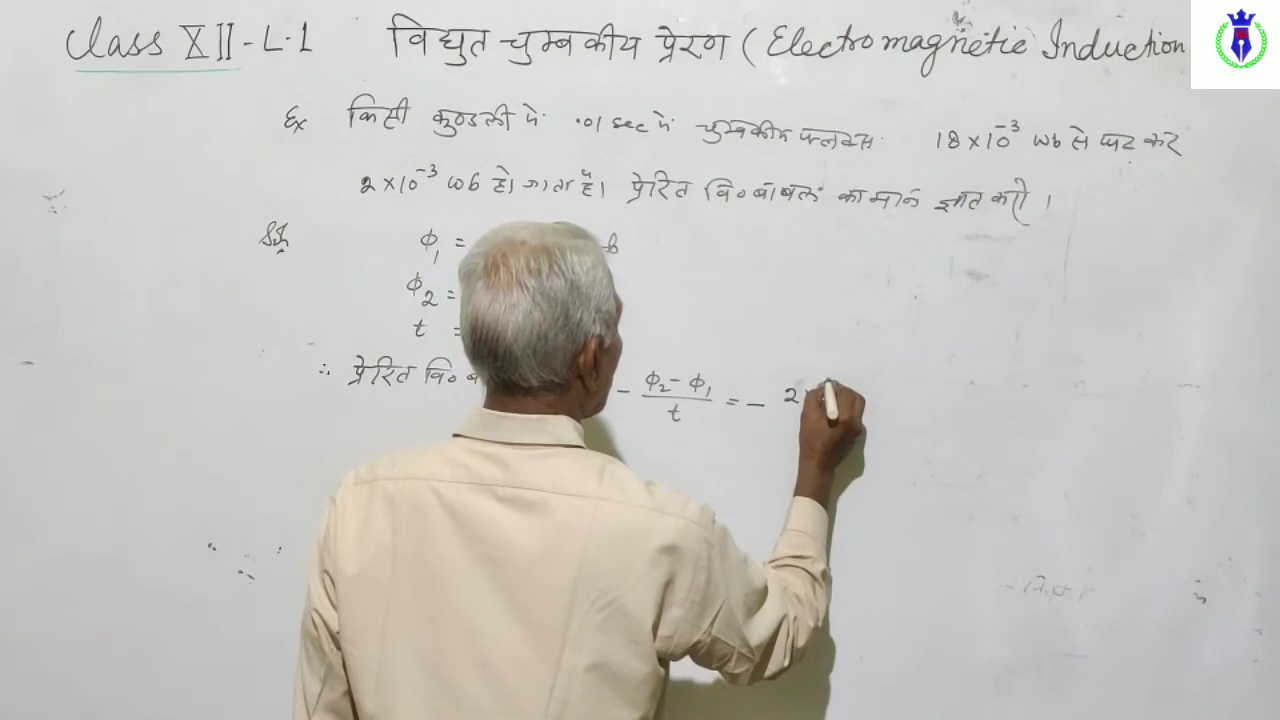 Class XII-L.1 विद्युत चुम्बकीय प्रेरण (Electromagnetic Induction
Ex किसी कुण्डली में .01 sec में चुम्बकीय फ्लक्स 18×10⁻³ wb से घट कर
2×10⁻³ wb हो जाता है। प्रेरित वि० वा० बल का मान ज्ञात करो।
ϕ₁ = b
ϕ₂ =
t =
∴ प्रेरित वि० व - ϕ₂-ϕ₁/t = - 2